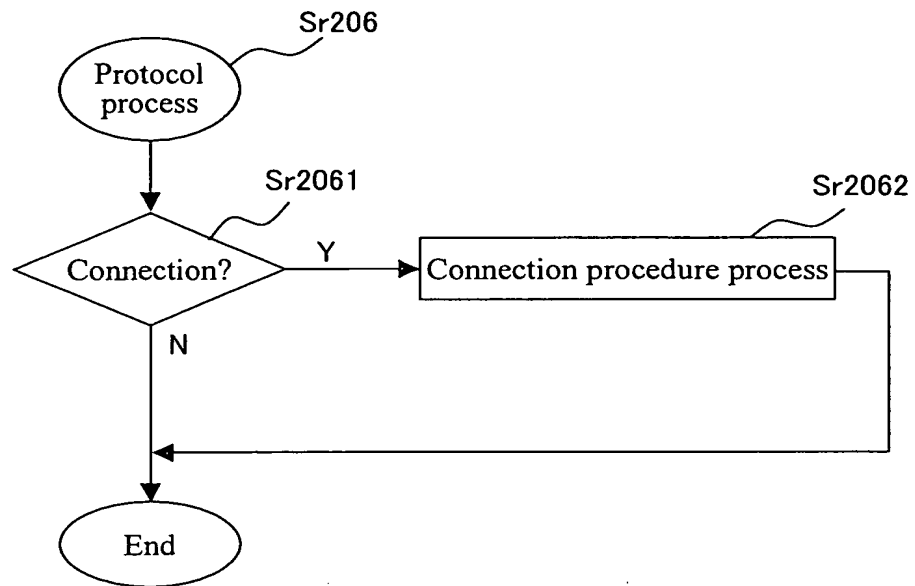 Sr206
Protocol
process
Sr2061
Connection?
Y
Sr2062
Connection procedure process
N
End